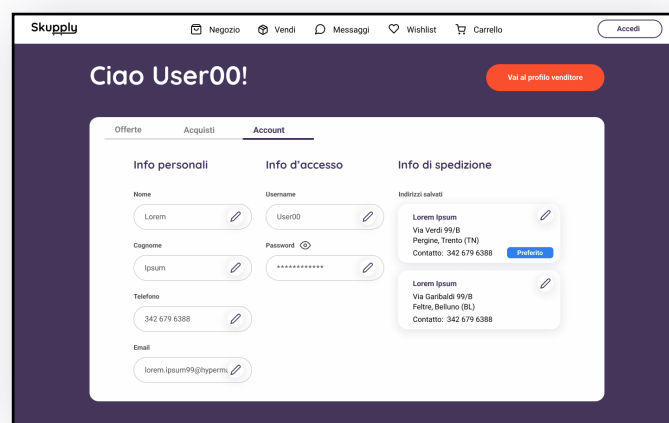 Skupply
Negozio
Vendi
Messaggi
Wishlist
Carrello
Accedi
Ciao User00!
Vai al profilo venditore
Offerte
Acquisti
Account
Info personali
Nome
Lorem
Cognome
Ipsum
Telefono
342 679 6388
Email
lorem.ipsum99@hyperm
Info d'accesso
Username
User00
Password
************
Info di spedizione
Indirizzi salvati
Lorem Ipsum
Via Verdi 99/B
Pergine, Trento (TN)
Contatto: 342 679 6388
Preferito
Lorem Ipsum
Via Garibaldi 99/B
Feltre, Belluno (BL)
Contatto: 342 679 6388